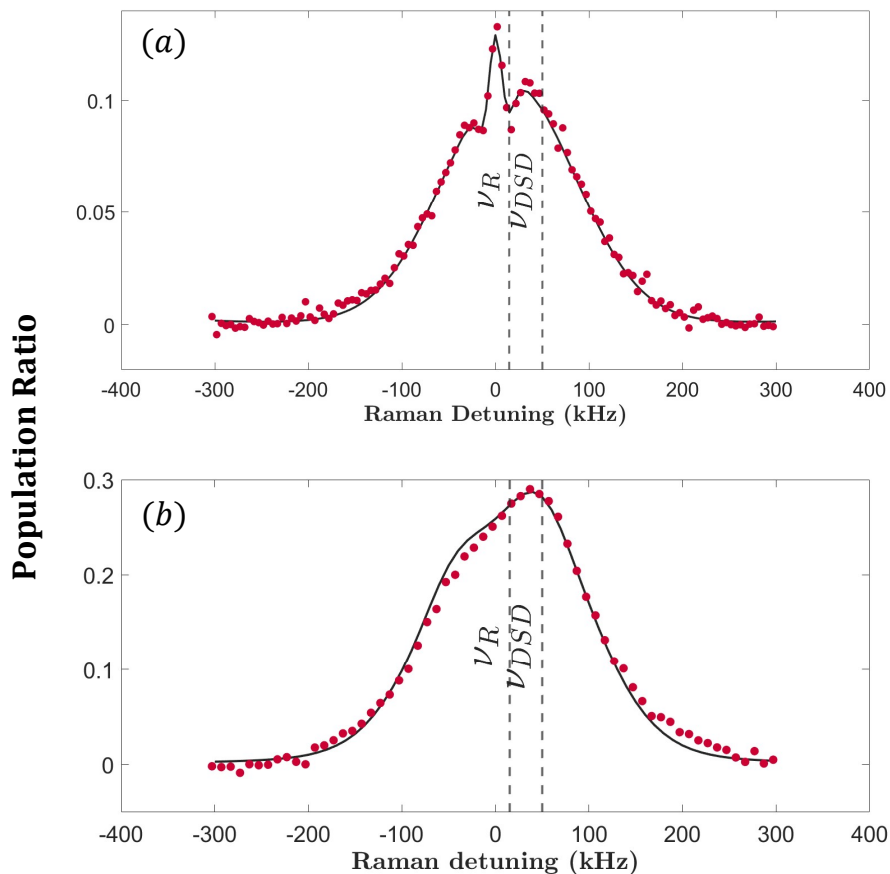 Population Ratio
(a)
0.1
0.05
0
ν_R
ν_DSD
-400 -300 -200 -100 0 100 200 300 400
Raman Detuning (kHz)
(b)
0.3
0.2
0.1
0
ν_R
ν_DSD
-400 -300 -200 -100 0 100 200 300 400
Raman detuning (kHz)